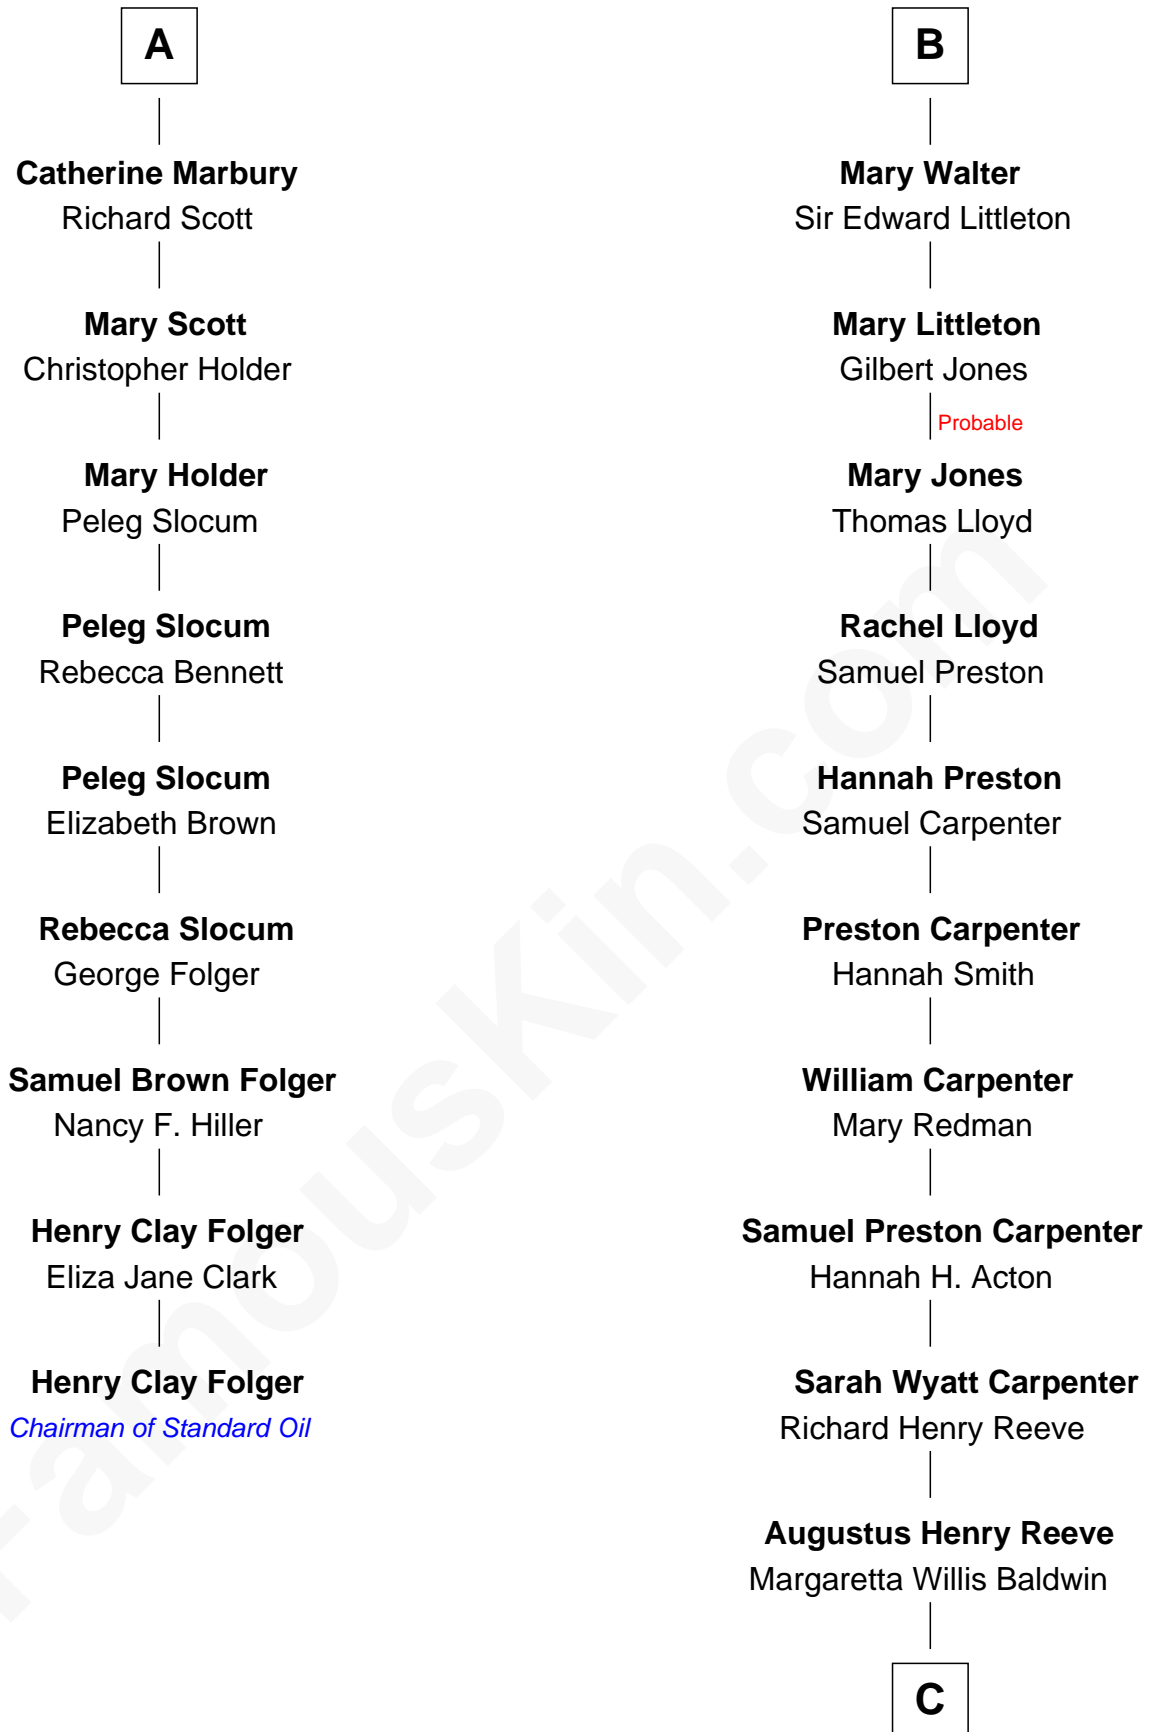 A
Catherine Marbury
Richard Scott
Mary Scott
Christopher Holder
Mary Holder
Peleg Slocum
Peleg Slocum
Rebecca Bennett
Peleg Slocum
Elizabeth Brown
Rebecca Slocum
George Folger
Samuel Brown Folger
Nancy F. Hiller
Henry Clay Folger
Eliza Jane Clark
Henry Clay Folger
Chairman of Standard Oil
B
Mary Walter
Sir Edward Littleton
Mary Littleton
Gilbert Jones
Probable
Mary Jones
Thomas Lloyd
Rachel Lloyd
Samuel Preston
Hannah Preston
Samuel Carpenter
Preston Carpenter
Hannah Smith
William Carpenter
Mary Redman
Samuel Preston Carpenter
Hannah H. Acton
Sarah Wyatt Carpenter
Richard Henry Reeve
Augustus Henry Reeve
Margaretta Willis Baldwin
C
FamousKin.com